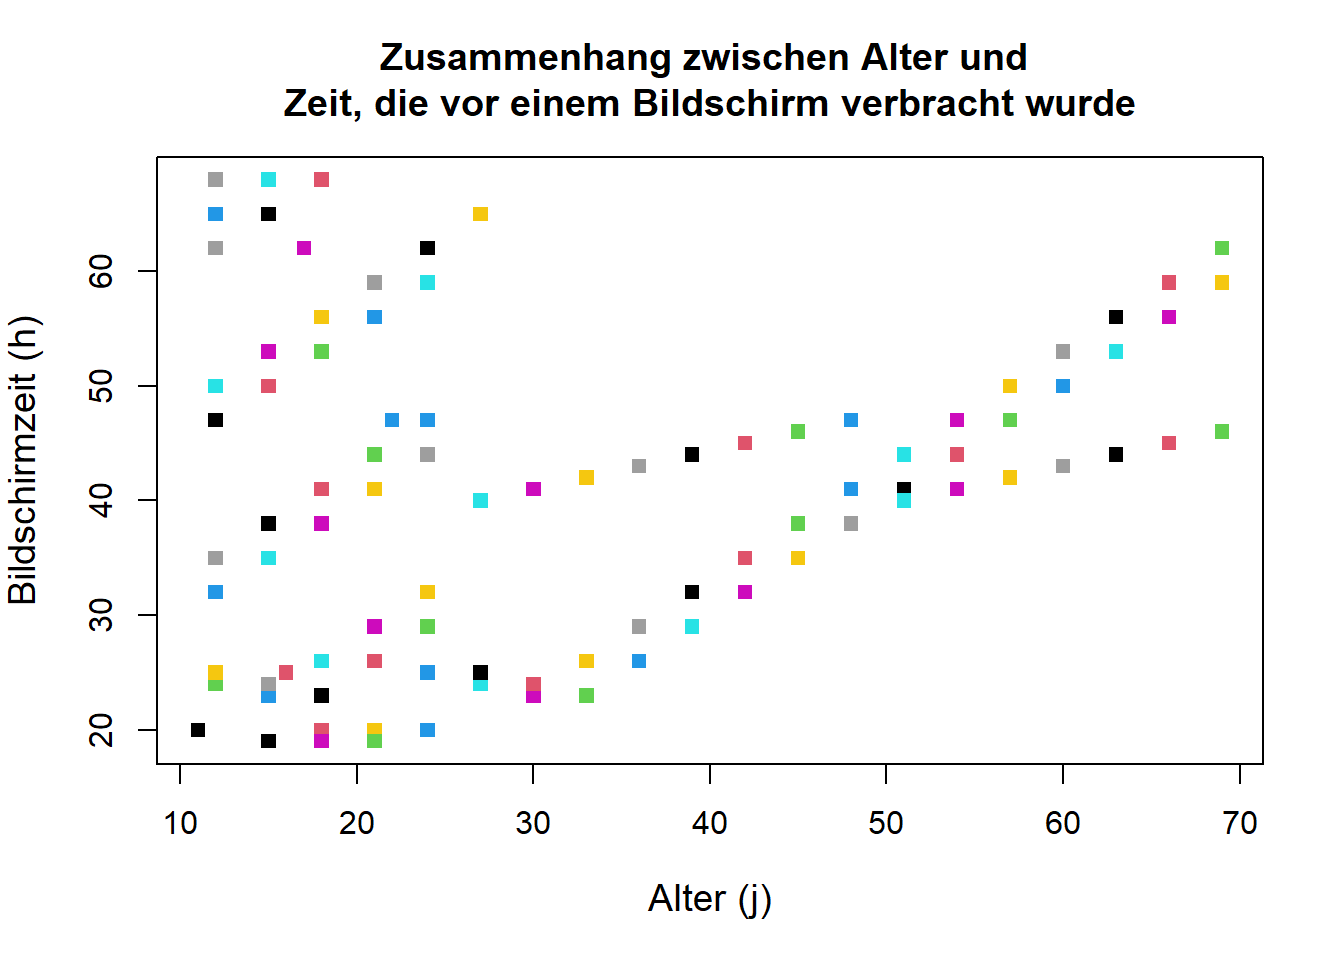 Zusammenhang zwischen Alter und
Zeit, die vor einem Bildschirm verbracht wurde
Bildschirmzeit (h)
60
50
40
30
20
10 20 30 40 50 60 70
Alter (j)